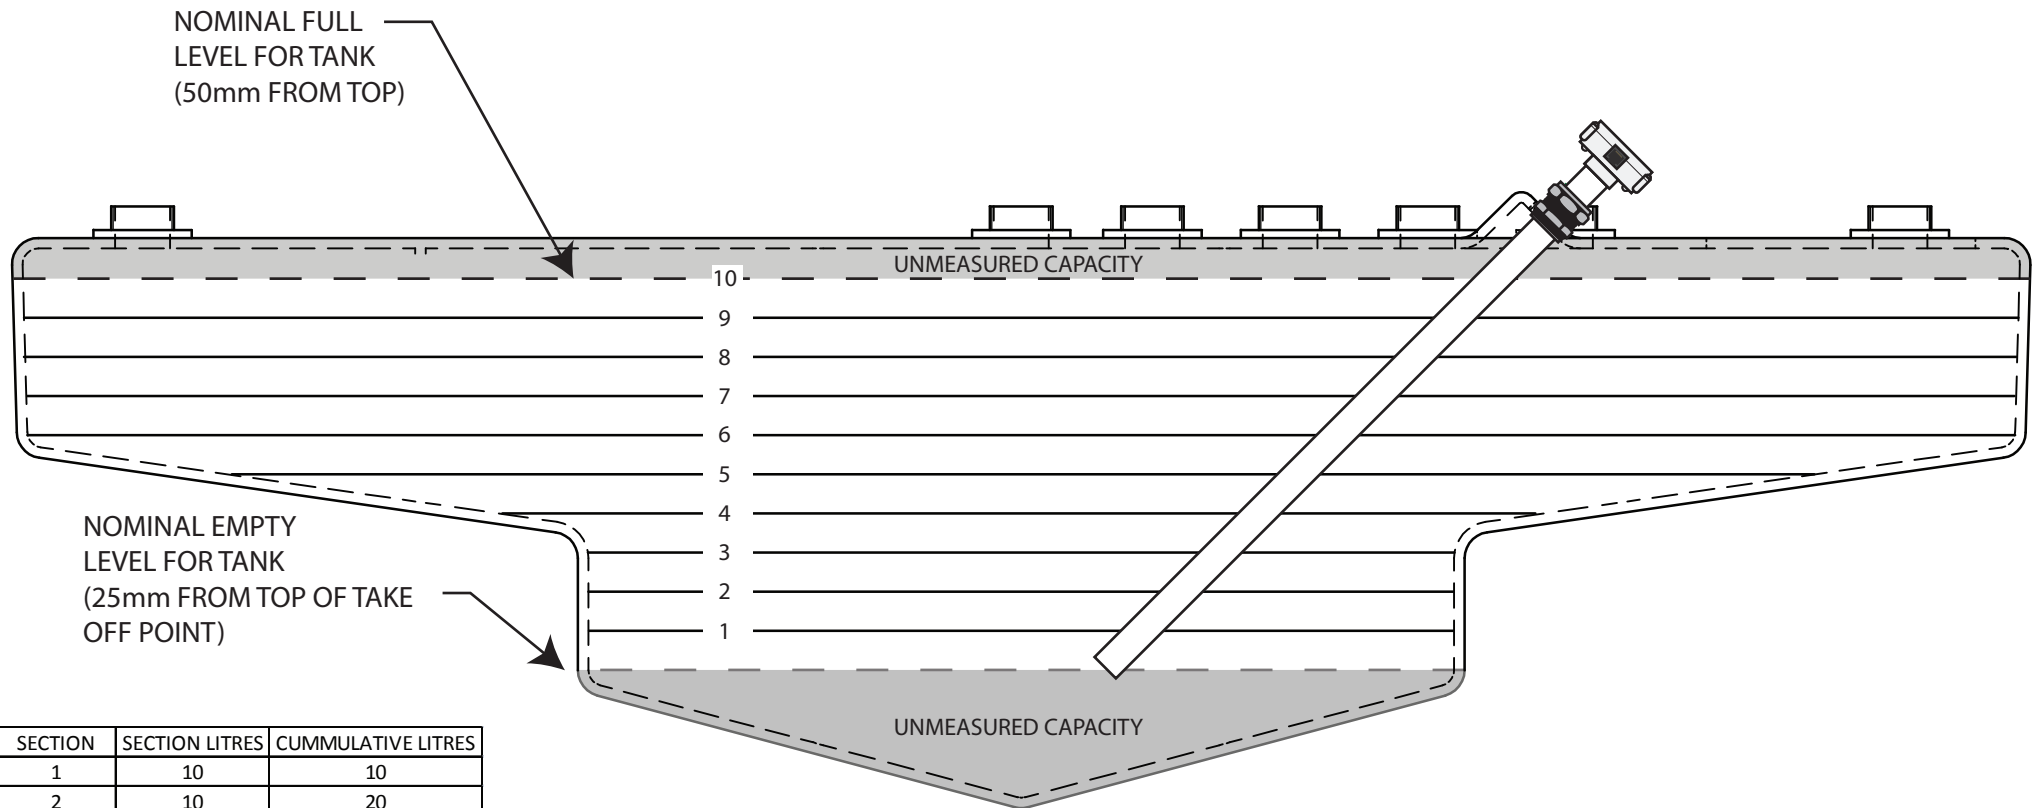 NOMINAL FULL
LEVEL FOR TANK
(50mm FROM TOP)
UNMEASURED CAPACITY
10
9
8
7
6
5
4
3
2
1
NOMINAL EMPTY
LEVEL FOR TANK
(25mm FROM TOP OF TAKE
OFF POINT)
UNMEASURED CAPACITY
SECTION SECTION LITRES CUMMULATIVE LITRES
1 10 10
2 10 20